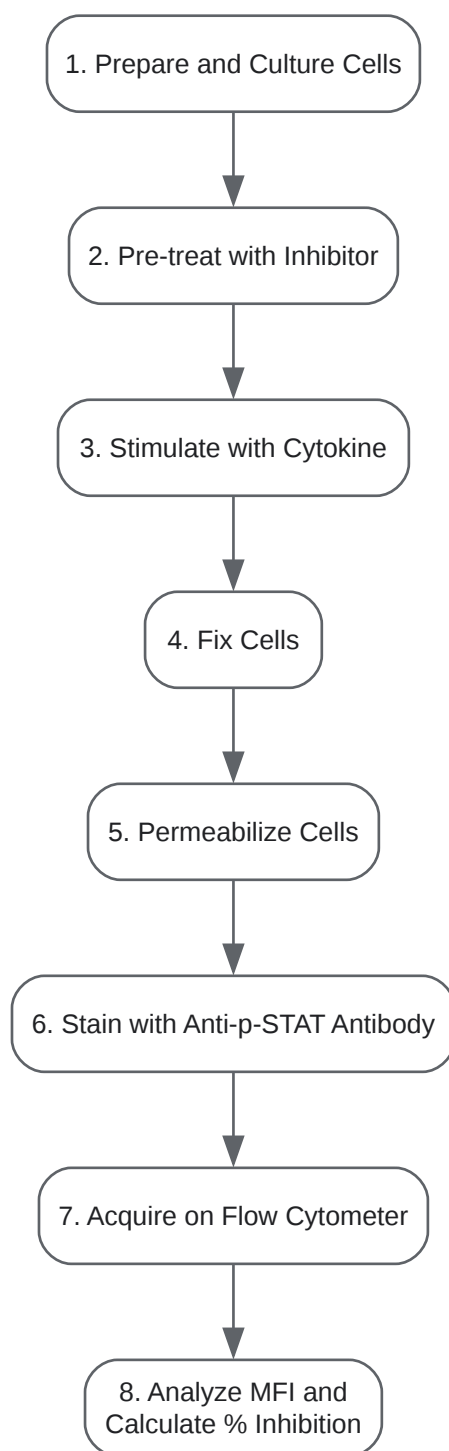 1. Prepare and Culture Cells
2. Pre-treat with Inhibitor
3. Stimulate with Cytokine
4. Fix Cells
5. Permeabilize Cells
6. Stain with Anti-p-STAT Antibody
7. Acquire on Flow Cytometer
8. Analyze MFI and
Calculate % Inhibition